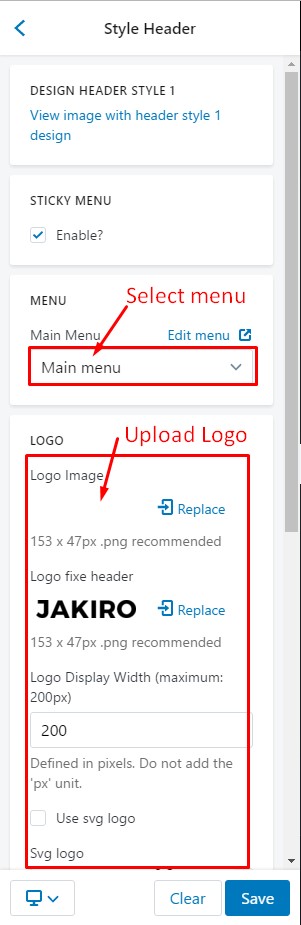 Style Header
DESIGN HEADER STYLE 1
View image with header style 1
design
STICKY MENU
Enable?
MENU
Select menu
Main Menu
Edit menu
Main menu
LOGO
Upload Logo
Logo Image
Replace
153 x 47px .png recommended
Logo fixe header
JAKIRO
Replace
153 x 47px .png recommended
Logo Display Width (maximum:
200px)
200
Defined in pixels. Do not add the
'px' unit.
Use svg logo
Svg logo
Clear
Save